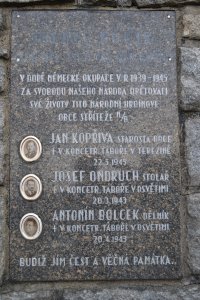 V DOBĚ NĚMECKÉ OKUPACE V R. 1939 - 1945
ZA SVOBODU NAŠEHO NÁRODA OBĚTOVALI
SVÉ ŽIVOTY TITO NÁRODNÍ HRDINOVÉ
OBCE STŘÍTEŽE
JAN KOPŘIVA STAROSTA OBCE
† V KONCETR. TÁBOŘE V TEREZÍNĚ
22.3.1945
JOSEF ONDRUCH STOLAŘ
† V KONCETR. TÁBOŘE V OSVĚTIMI
20.3.1943
ANTONÍN BOLCEK DĚLNÍK
† V KONCETR. TÁBOŘE V OSVĚTIMI
20.4.1943
BUDIŽ JIM ČEST A VĚČNÁ PAMÁTKA..